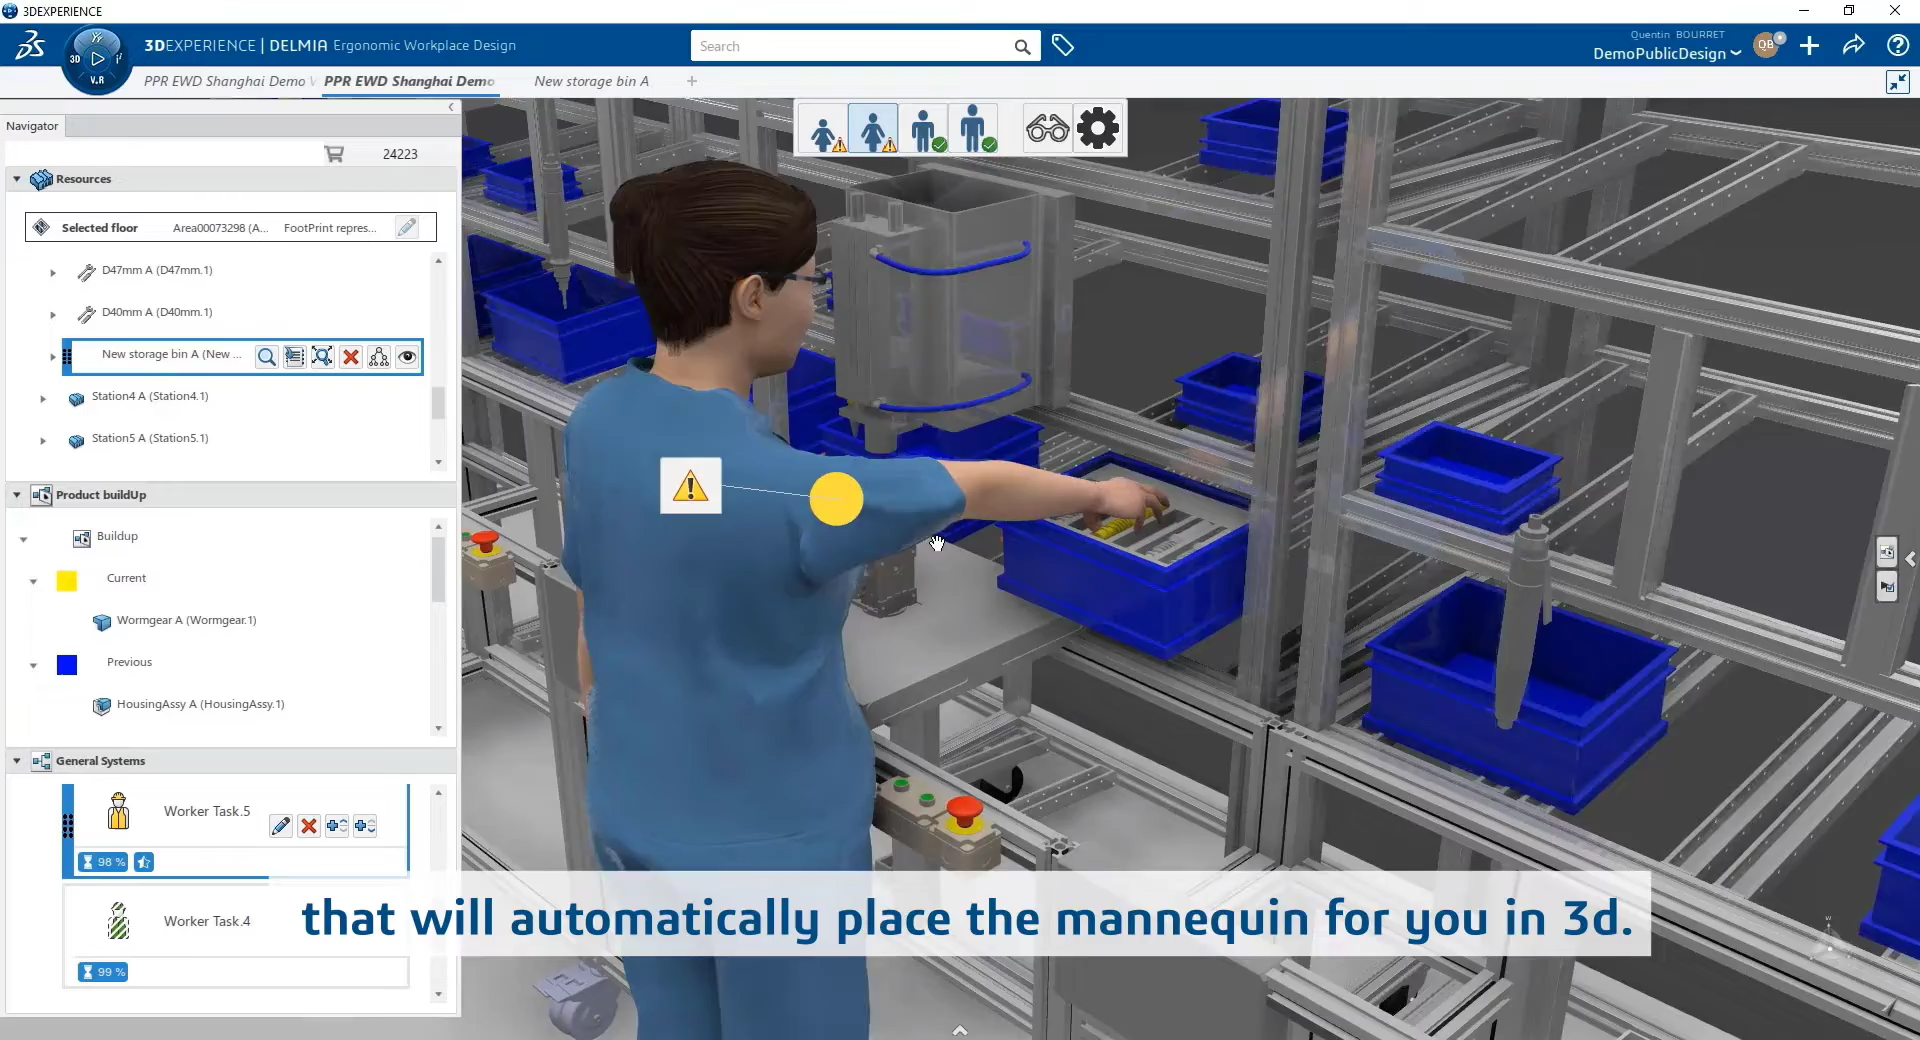 3DEXPERIENCE
3DEXPERIENCE | DELMIA Ergonomic Workplace Design
3D
V.R
Search
Quentin BOURRET
DemoPublicDesign
QB
PPR EWD Shanghai Demo
PPR EWD Shanghai Demo
New storage bin A
Navigator
24223
Resources
Selected floor Area00073298 (A... FootPrint repres...
D47mm A (D47mm.1)
D40mm A (D40mm.1)
New storage bin A (New ...
Station4 A (Station4.1)
Station5 A (Station5.1)
Product buildUp
Buildup
Current
Wormgear A (Wormgear.1)
Previous
HousingAssy A (HousingAssy.1)
General Systems
Worker Task.5
98 %
Worker Task.4
99 %
that will automatically place the mannequin for you in 3d.